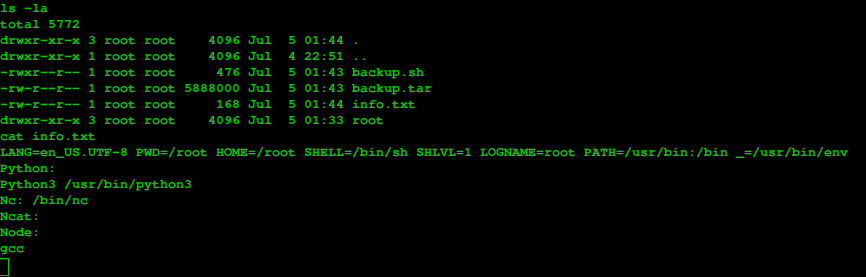 ls -la
total 5772
drwxr-xr-x 3 root root    4096 Jul  5 01:44 .
drwxr-xr-x 1 root root    4096 Jul  4 22:51 ..
-rwxr--r-- 1 root root     476 Jul  5 01:43 backup.sh
-rw-r--r-- 1 root root 5888000 Jul  5 01:43 backup.tar
-rw-r--r-- 1 root root     168 Jul  5 01:44 info.txt
drwxr-xr-x 3 root root    4096 Jul  5 01:33 root
cat info.txt
LANG=en_US.UTF-8 PWD=/root HOME=/root SHELL=/bin/sh SHLVL=1 LOGNAME=root PATH=/usr/bin:/bin _=/usr/bin/env
Python:
Python3 /usr/bin/python3
Nc: /bin/nc
Ncat:
Node:
gcc